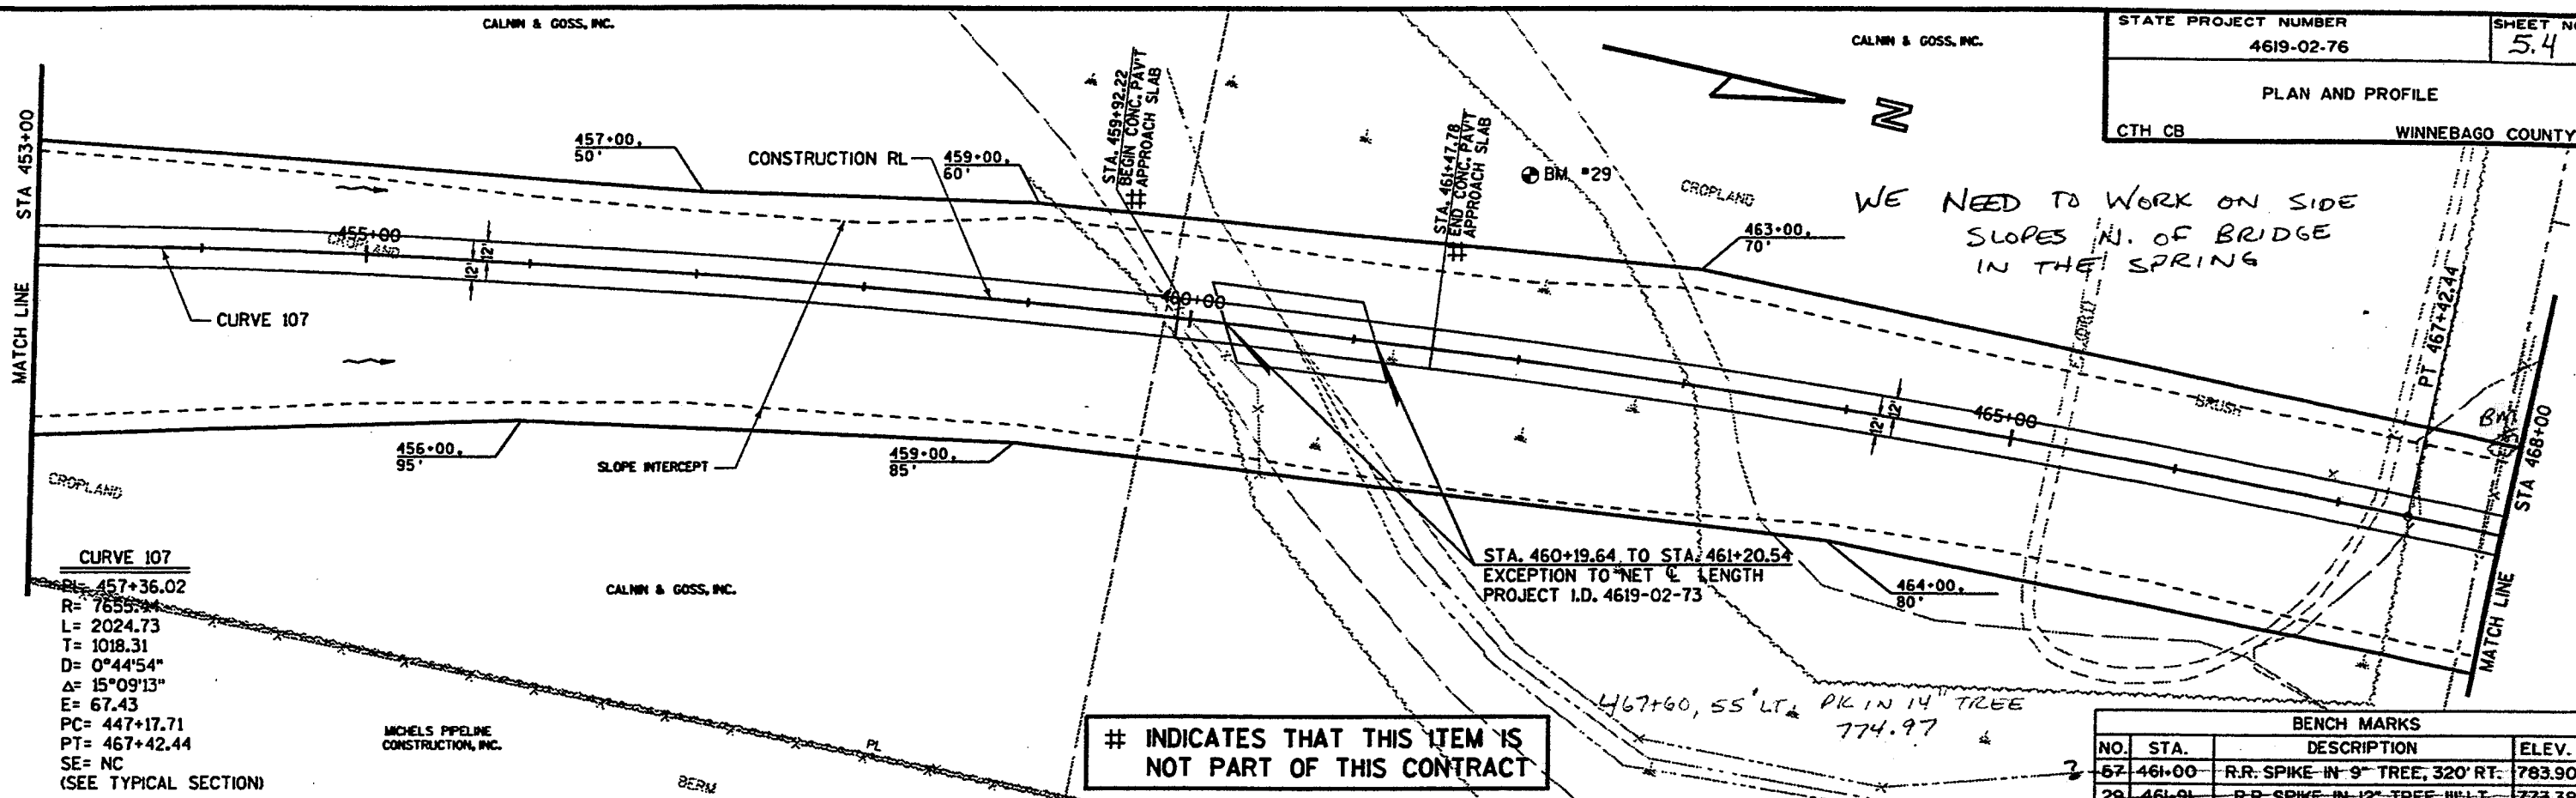 CALNIN & GOSS, INC.
CALNIN & GOSS, INC.
STATE PROJECT NUMBER
4619-02-76
SHEET NO
5.4
PLAN AND PROFILE
CTH CB
WINNEBAGO COUNTY
MATCH LINE STA 453+00
457+00,
50'
CONSTRUCTION RL
459+00,
60'
STA. 459+92.22
BEGIN CONC. PAV'T
# APPROACH SLAB
STA. 461+47.78
END CONC. PAV'T
# APPROACH SLAB
BM. #29
CROPLAND
N
WE NEED TO WORK ON SIDE
SLOPES N. OF BRIDGE
IN THE SPRING
463+00,
70'
455+00
CROPLAND
12'
12'
460+00
CURVE 107
12'
12'
465+00
BRUSH
PT 467+42.44
BM
MATCH LINE STA 468+00
456+00,
95'
SLOPE INTERCEPT
459+00,
85'
CROPLAND
STA. 460+19.64 TO STA. 461+20.54
EXCEPTION TO NET ℄ LENGTH
PROJECT I.D. 4619-02-73
464+00,
80'
CURVE 107
PI= 457+36.02
R= 7655.44
L= 2024.73
T= 1018.31
D= 0°44'54"
Δ= 15°09'13"
E= 67.43
PC= 447+17.71
PT= 467+42.44
SE= NC
(SEE TYPICAL SECTION)
CALNIN & GOSS, INC.
MICHELS PIPELINE
CONSTRUCTION, INC.
PL
BERM
# INDICATES THAT THIS ITEM IS
NOT PART OF THIS CONTRACT
467+60, 55' LT, PK IN 14" TREE
774.97
BENCH MARKS
NO. STA. DESCRIPTION ELEV.
? 57 461+00 R.R. SPIKE IN 9" TREE, 320' RT. 783.90
29 461+91 R.R. SPIKE IN 12" TREE